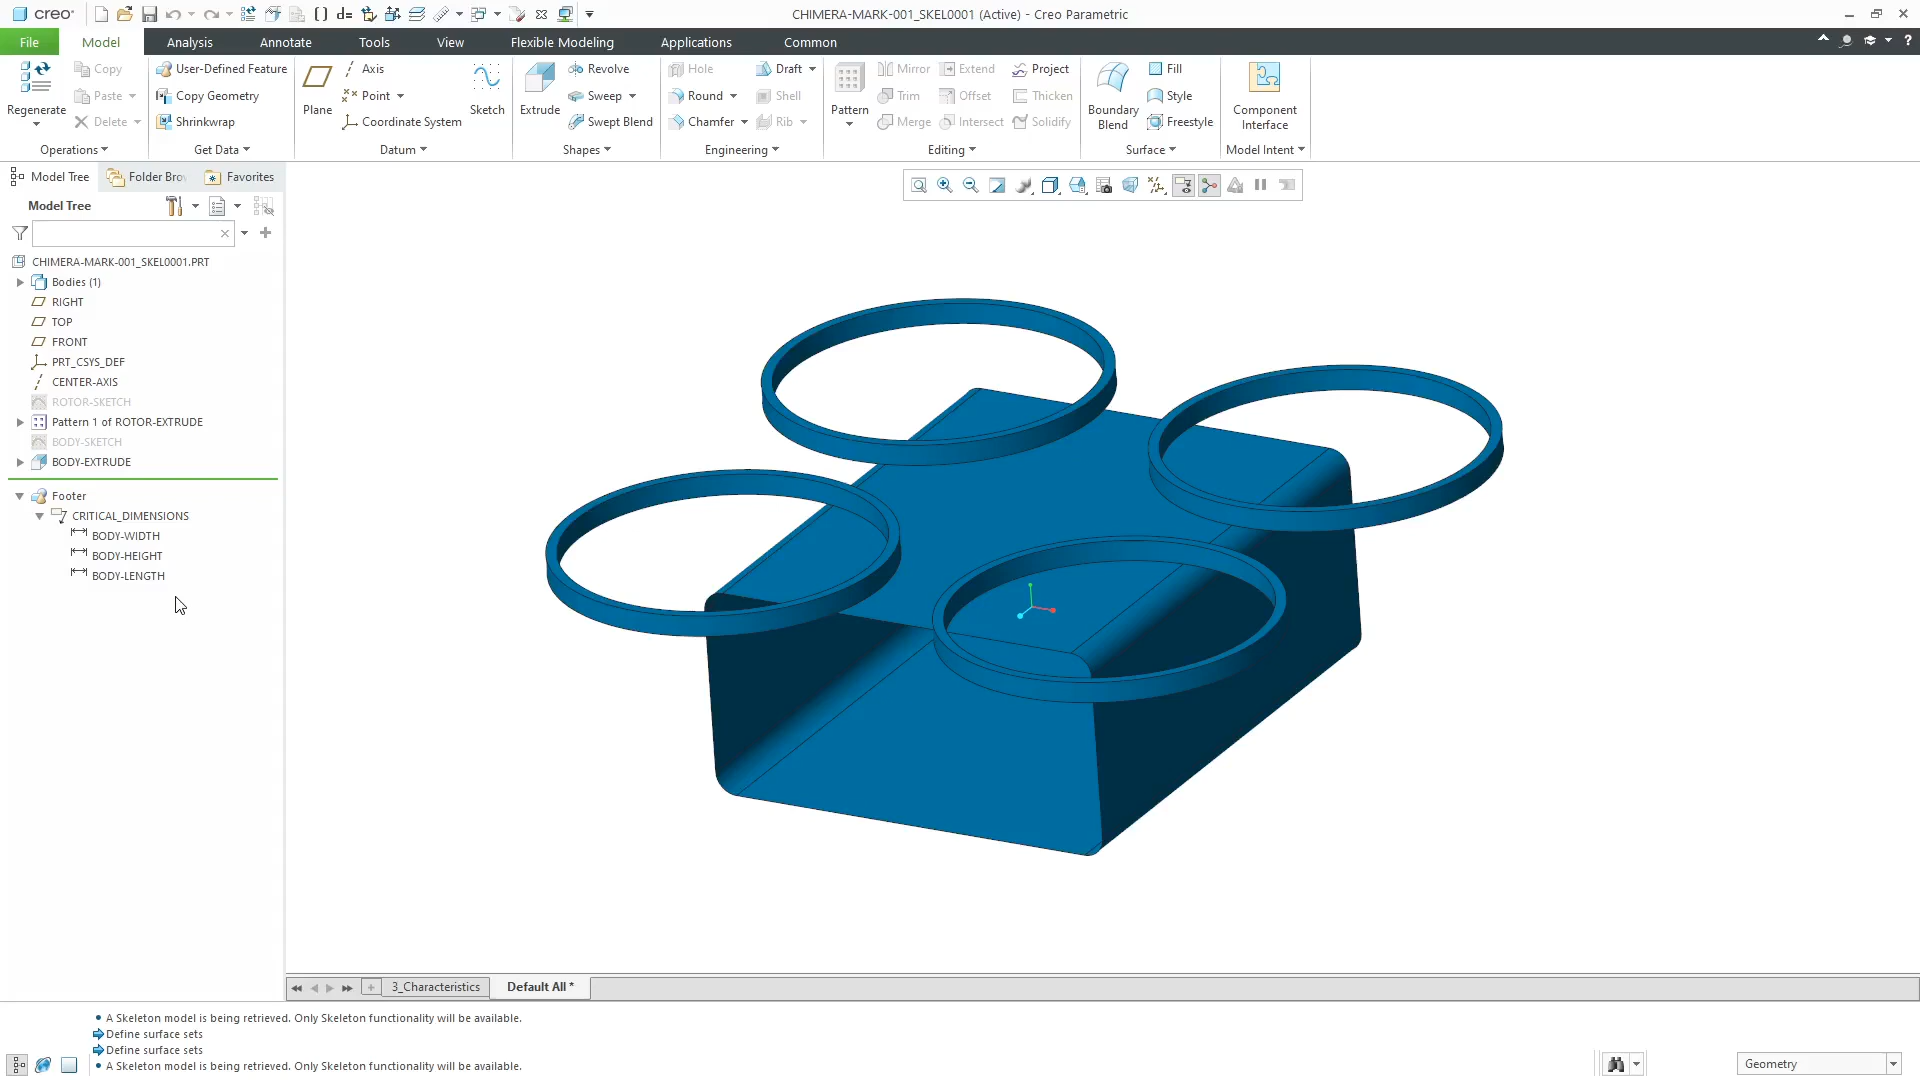 creo
CHIMERA-MARK-001_SKEL0001 (Active) - Creo Parametric
File
Model
Analysis
Annotate
Tools
View
Flexible Modeling
Applications
Common
Regenerate
Copy
Paste
Delete
Operations
User-Defined Feature
Copy Geometry
Shrinkwrap
Get Data
Plane
Axis
Point
Coordinate System
Sketch
Datum
Extrude
Revolve
Sweep
Swept Blend
Shapes
Hole
Round
Chamfer
Draft
Shell
Rib
Engineering
Pattern
Mirror
Trim
Merge
Extend
Offset
Intersect
Project
Thicken
Solidify
Editing
Boundary
Blend
Fill
Style
Freestyle
Surface
Component
Interface
Model Intent
Model Tree
Folder Bro
Favorites
Model Tree
CHIMERA-MARK-001_SKEL0001.PRT
Bodies (1)
RIGHT
TOP
FRONT
PRT_CSYS_DEF
CENTER-AXIS
ROTOR-SKETCH
Pattern 1 of ROTOR-EXTRUDE
BODY-SKETCH
BODY-EXTRUDE
Footer
CRITICAL_DIMENSIONS
BODY-WIDTH
BODY-HEIGHT
BODY-LENGTH
3_Characteristics
Default All *
• A Skeleton model is being retrieved. Only Skeleton functionality will be available.
Define surface sets
Define surface sets
• A Skeleton model is being retrieved. Only Skeleton functionality will be available.
Geometry